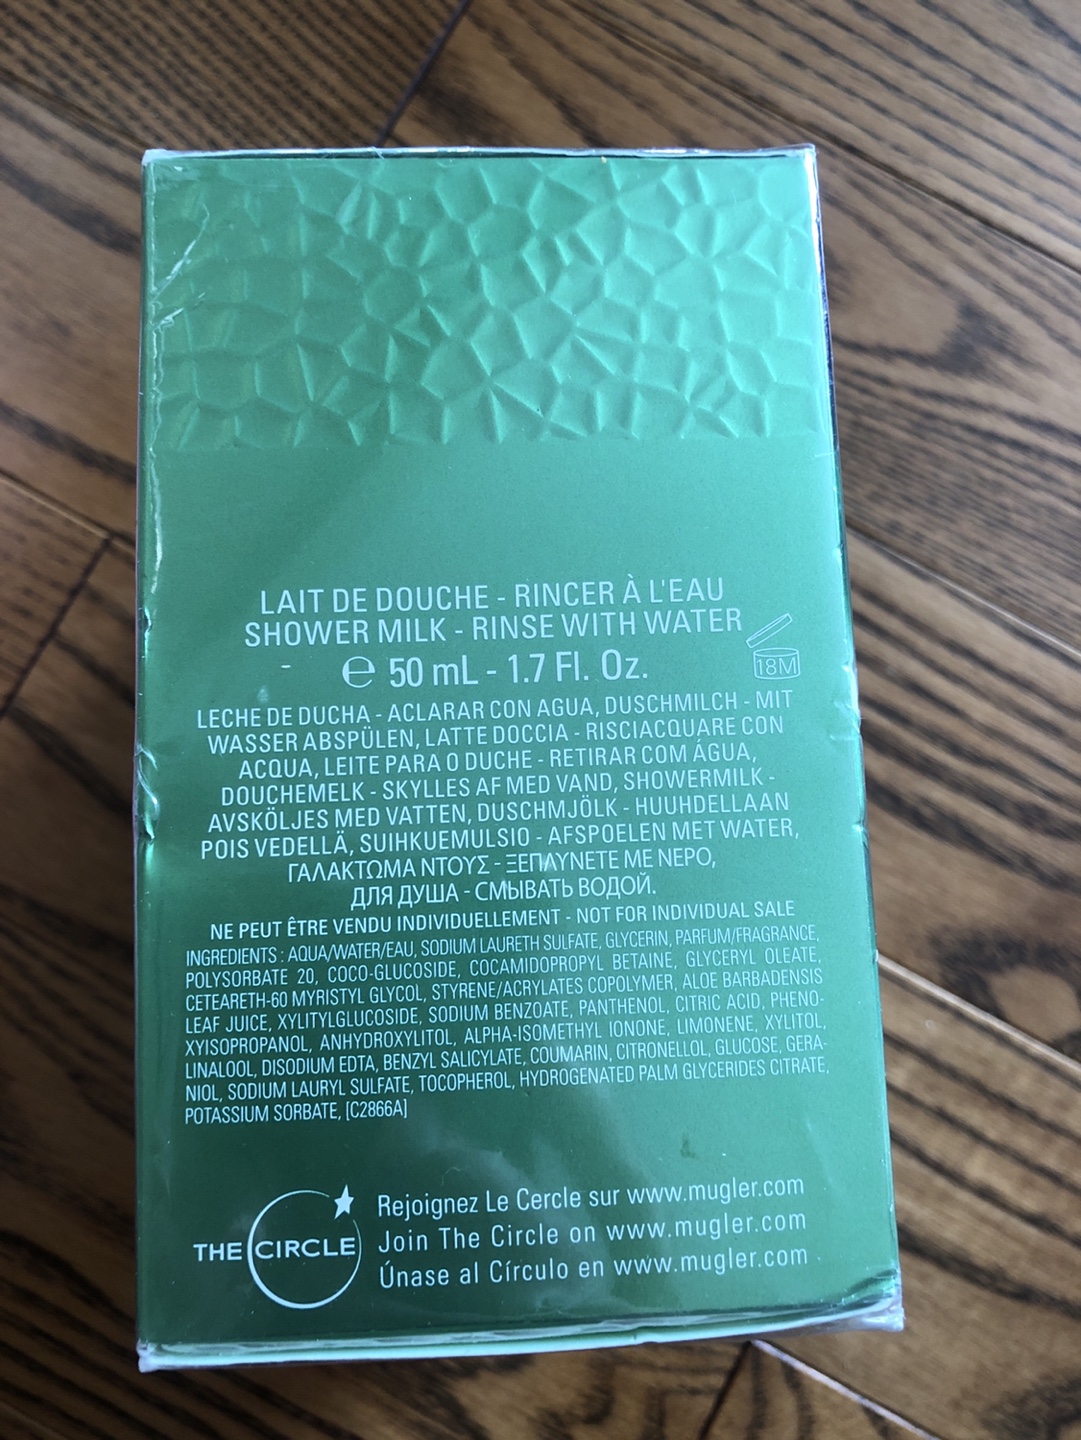 LAIT DE DOUCHE - RINCER À L'EAU
SHOWER MILK - RINSE WITH WATER
℮ 50 mL - 1.7 Fl. Oz.
18M
LECHE DE DUCHA - ACLARAR CON AGUA, DUSCHMILCH - MIT
WASSER ABSPÜLEN, LATTE DOCCIA - RISCIACQUARE CON
ACQUA, LEITE PARA O DUCHE - RETIRAR COM ÁGUA,
DOUCHEMELK - SKYLLES AF MED VAND, SHOWERMILK -
AVSKÖLJES MED VATTEN, DUSCHMJÖLK - HUUHDELLAAN
POIS VEDELLÄ, SUIHKUEMULSIO - AFSPOELEN MET WATER,
ΓΑΛΑΚΤΩΜΑ ΝΤΟΥΣ - ΞΕΠΛΥΝΕΤΕ ΜΕ ΝΕΡΟ,
ДЛЯ ДУША - СМЫВАТЬ ВОДОЙ.
NE PEUT ÊTRE VENDU INDIVIDUELLEMENT - NOT FOR INDIVIDUAL SALE
INGREDIENTS : AQUA/WATER/EAU, SODIUM LAURETH SULFATE, GLYCERIN, PARFUM/FRAGRANCE,
POLYSORBATE 20, COCO-GLUCOSIDE, COCAMIDOPROPYL BETAINE, GLYCERYL OLEATE,
CETEARETH-60 MYRISTYL GLYCOL, STYRENE/ACRYLATES COPOLYMER, ALOE BARBADENSIS
LEAF JUICE, XYLITYLGLUCOSIDE, SODIUM BENZOATE, PANTHENOL, CITRIC ACID, PHENO-
XYISOPROPANOL, ANHYDROXYLITOL, ALPHA-ISOMETHYL IONONE, LIMONENE, XYLITOL,
LINALOOL, DISODIUM EDTA, BENZYL SALICYLATE, COUMARIN, CITRONELLOL, GLUCOSE, GERA-
NIOL, SODIUM LAURYL SULFATE, TOCOPHEROL, HYDROGENATED PALM GLYCERIDES CITRATE,
POTASSIUM SORBATE, [C2866A]
THE CIRCLE
Rejoignez Le Cercle sur www.mugler.com
Join The Circle on www.mugler.com
Únase al Círculo en www.mugler.com